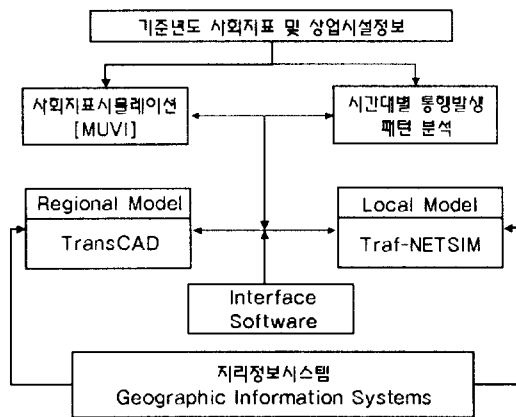 기준년도 사회지표 및 상업시설정보
사회지표시뮬레이션
[MUVI]
시간대별 통행발생
패턴 분석
Regional Model
TransCAD
Local Model
Traf-NETSIM
Interface
Software
지리정보시스템
Geographic Information Systems